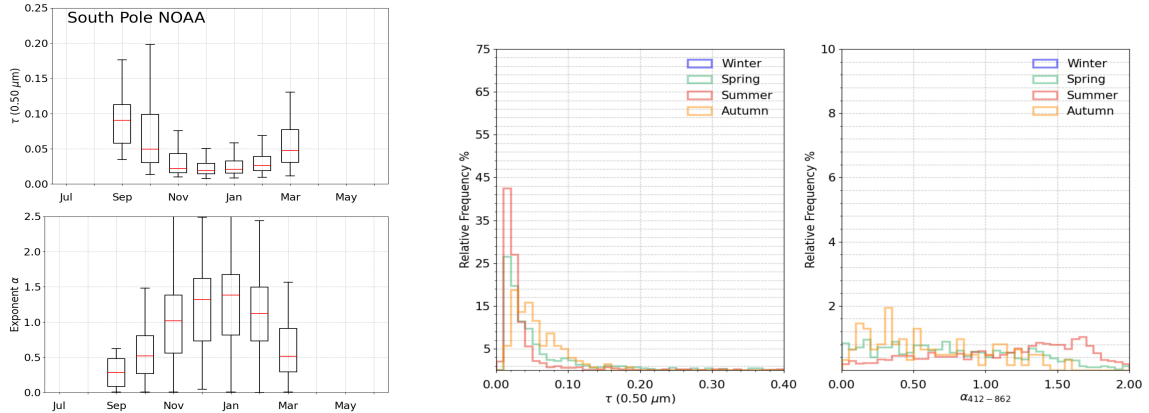 South Pole NOAA
0.25
0.20
0.15
0.10
0.05
0.00
τ (0.50 μm)
Jul Sep Nov Jan Mar May
2.5
2.0
1.5
1.0
0.5
0.0
Exponent α
Jul Sep Nov Jan Mar May
75
65
55
45
35
25
15
5
Relative Frequency %
Winter
Spring
Summer
Autumn
0.00 0.10 0.20 0.30 0.40
τ (0.50 μm)
10
8
6
4
2
Relative Frequency %
Winter
Spring
Summer
Autumn
0.00 0.50 1.00 1.50 2.00
α412−862